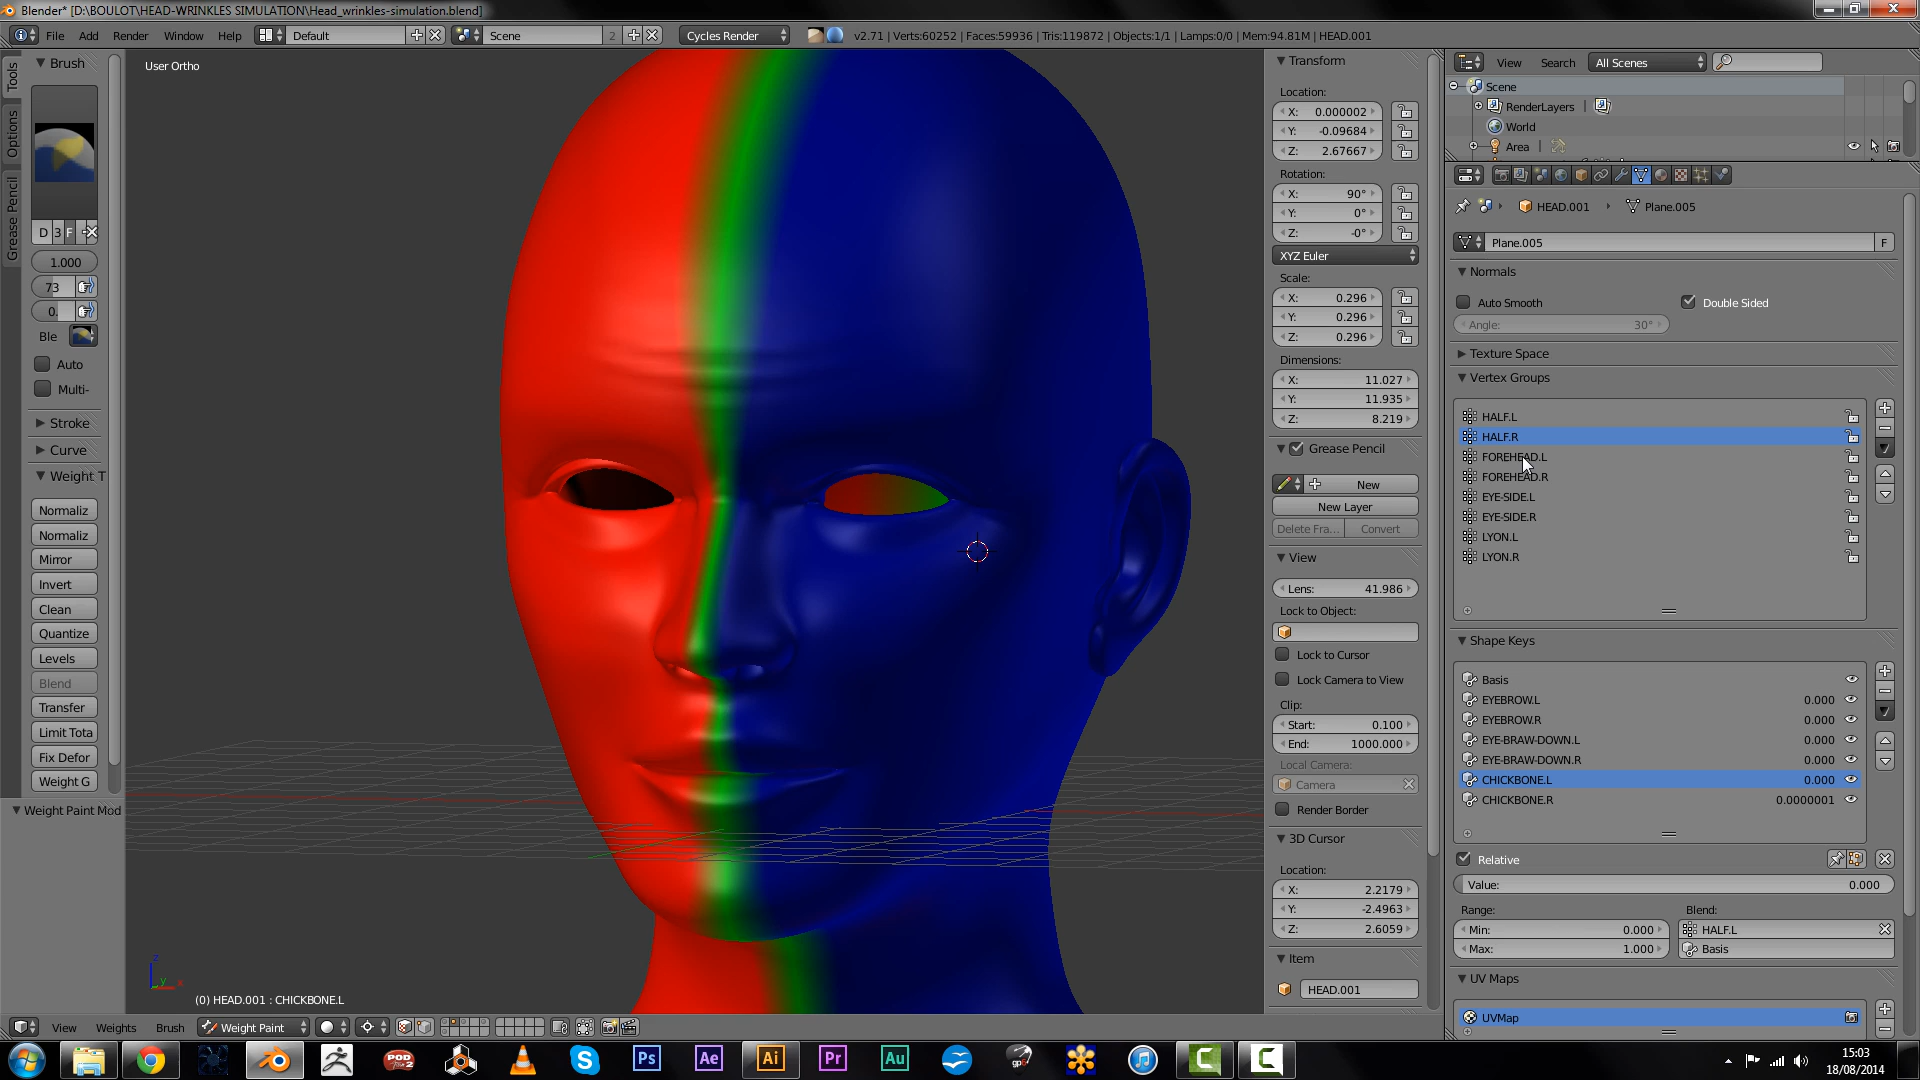 Blender* [D:\BOULOT\HEAD-WRINKLES SIMULATION\Head_wrinkles-simulation.blend]
File Add Render Window Help Default Scene 2 Cycles Render v2.71 | Verts:60252 | Faces:59936 | Tris:119872 | Objects:1/1 | Lamps:0/0 | Mem:94.81M | HEAD.001
Tools
Options
Grease Pencil
Brush
D 3 F
1.000
73
0.
Ble
Auto
Multi-
Stroke
Curve
Weight T
Normaliz
Normaliz
Mirror
Invert
Clean
Quantize
Levels
Blend
Transfer
Limit Tota
Fix Defor
Weight G
Weight Paint Mod
User Ortho
z
y
x
(0) HEAD.001 : CHICKBONE.L
View Weights Brush Weight Paint
Transform
Location:
X: 0.000002
Y: -0.09684
Z: 2.67667
Rotation:
X: 90°
Y: 0°
Z: -0°
XYZ Euler
Scale:
X: 0.296
Y: 0.296
Z: 0.296
Dimensions:
X: 11.027
Y: 11.935
Z: 8.219
Grease Pencil
New
New Layer
Delete Fra... Convert
View
Lens: 41.986
Lock to Object:
Lock to Cursor
Lock Camera to View
Clip:
Start: 0.100
End: 1000.000
Local Camera:
Camera
Render Border
3D Cursor
Location:
X: 2.2179
Y: -2.4963
Z: 2.6059
Item
HEAD.001
View Search All Scenes
Scene
RenderLayers |
World
Area |
HEAD.001 Plane.005
Plane.005 F
Normals
Auto Smooth Double Sided
Angle: 30°
Texture Space
Vertex Groups
HALF.L
HALF.R
FOREHEAD.L
FOREHEAD.R
EYE-SIDE.L
EYE-SIDE.R
LYON.L
LYON.R
Shape Keys
Basis
EYEBROW.L 0.000
EYEBROW.R 0.000
EYE-BRAW-DOWN.L 0.000
EYE-BRAW-DOWN.R 0.000
CHICKBONE.L 0.000
CHICKBONE.R 0.0000001
Relative
Value: 0.000
Range: Blend:
Min: 0.000 HALF.L
Max: 1.000 Basis
UV Maps
UVMap
POD
Ps Ae Ai Pr Au
15:03
18/08/2014